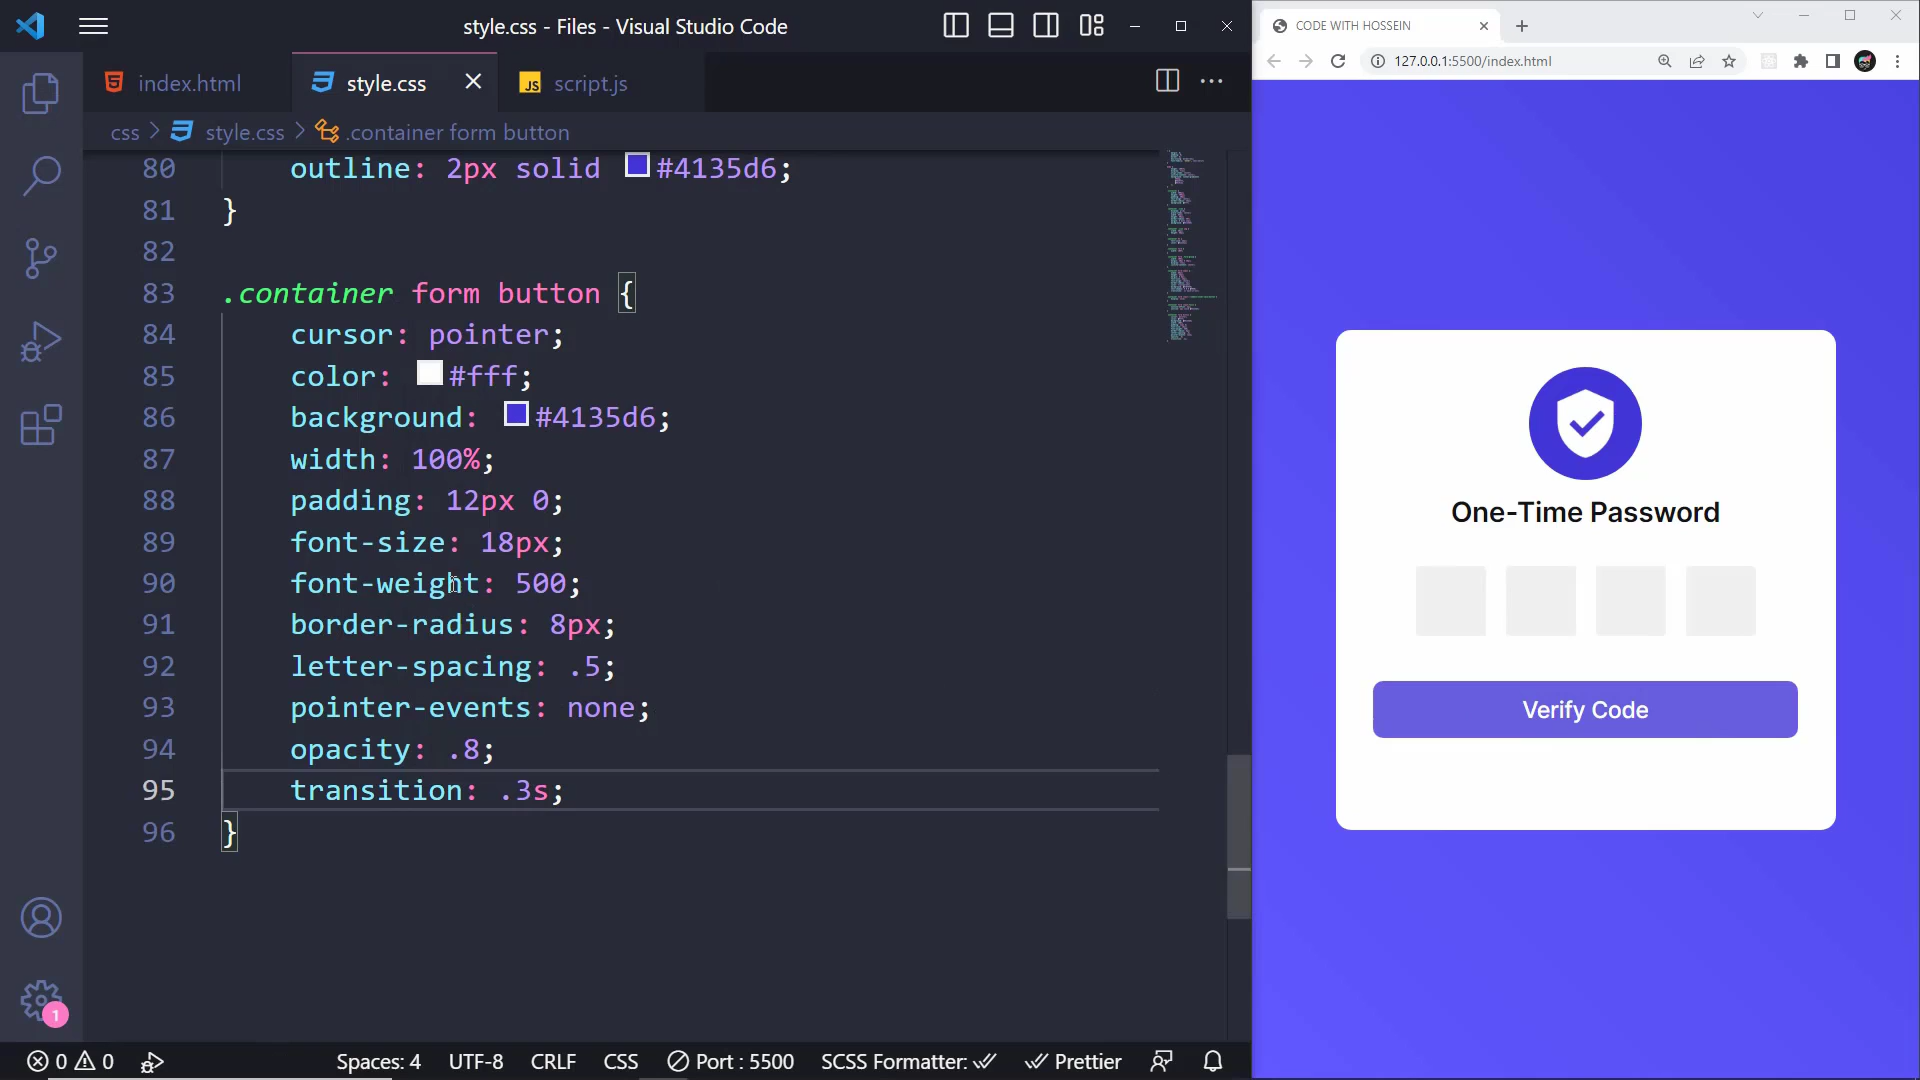 style.css - Files - Visual Studio Code
index.html
style.css
JS script.js
css > style.css > .container form button
80 outline: 2px solid #4135d6;
81 }
82
83 .container form button {
84 cursor: pointer;
85 color: #fff;
86 background: #4135d6;
87 width: 100%;
88 padding: 12px 0;
89 font-size: 18px;
90 font-weight: 500;
91 border-radius: 8px;
92 letter-spacing: .5;
93 pointer-events: none;
94 opacity: .8;
95 transition: .3s;
96 }
1
0 0 Spaces: 4 UTF-8 CRLF CSS Port : 5500 SCSS Formatter: Prettier
CODE WITH HOSSEIN
127.0.0.1:5500/index.html
One-Time Password
Verify Code